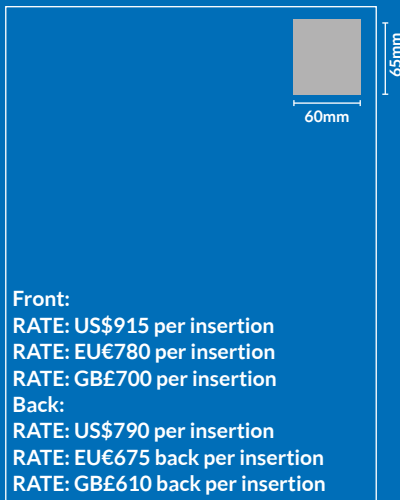 65mm
60mm
Front:
RATE: US$915 per insertion
RATE: EU€780 per insertion
RATE: GB£700 per insertion
Back:
RATE: US$790 per insertion
RATE: EU€675 back per insertion
RATE: GB£610 back per insertion